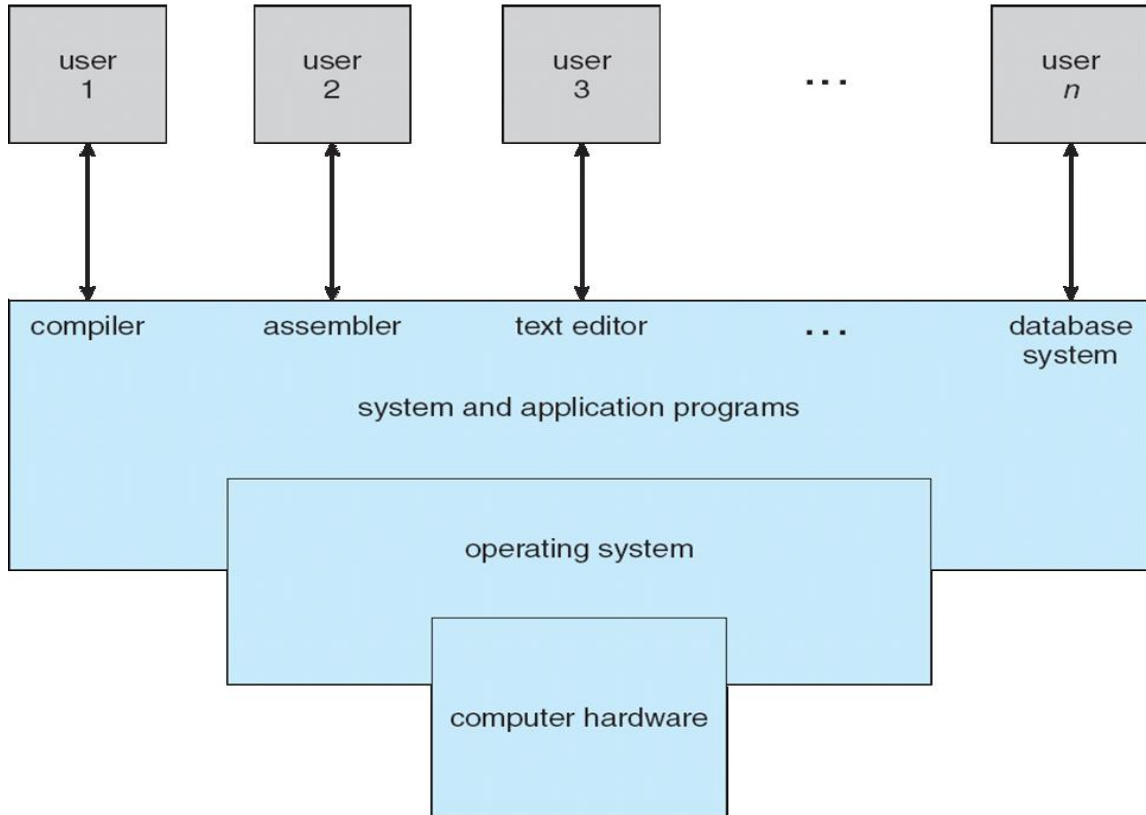 user
1
user
2
user
3
...
user
n
compiler
assembler
text editor
...
database
system
system and application programs
operating system
computer hardware